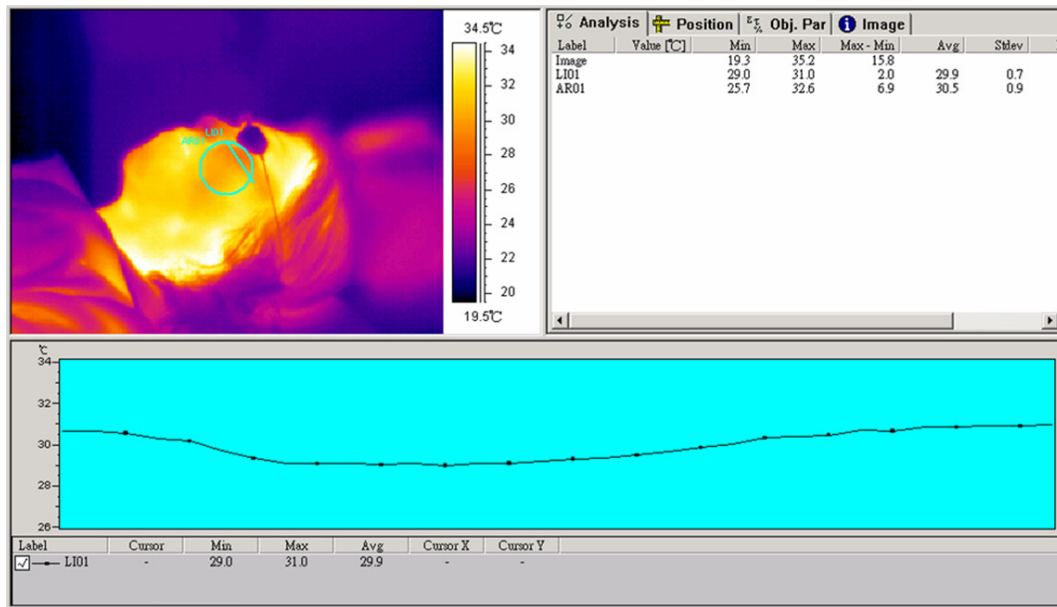 34.5℃
34
32
30
28
26
24
22
20
19.5℃
LI01
AR01
Analysis Position Obj. Par Image
Label Value [℃] Min Max Max - Min Avg Stdev
Image 19.3 35.2 15.8
LI01 29.0 31.0 2.0 29.9 0.7
AR01 25.7 32.6 6.9 30.5 0.9
℃
34
32
30
28
26
Label Cursor Min Max Avg Cursor X Cursor Y
LI01 - 29.0 31.0 29.9 - -